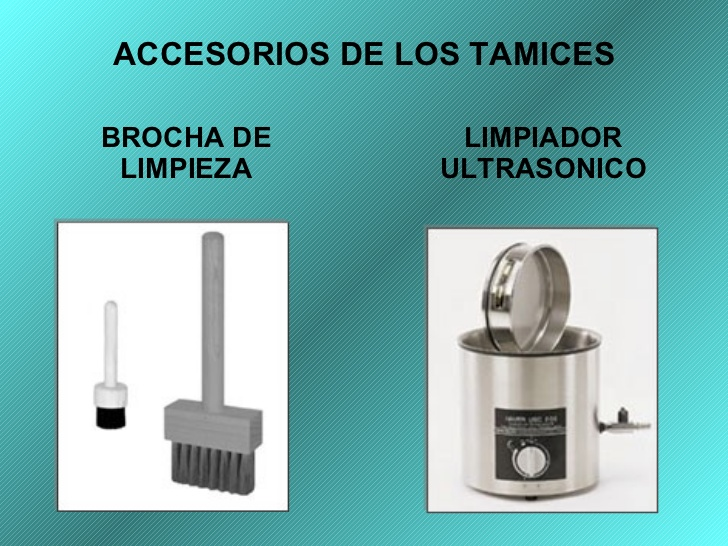 ACCESORIOS DE LOS TAMICES
BROCHA DE
LIMPIEZA
LIMPIADOR
ULTRASONICO